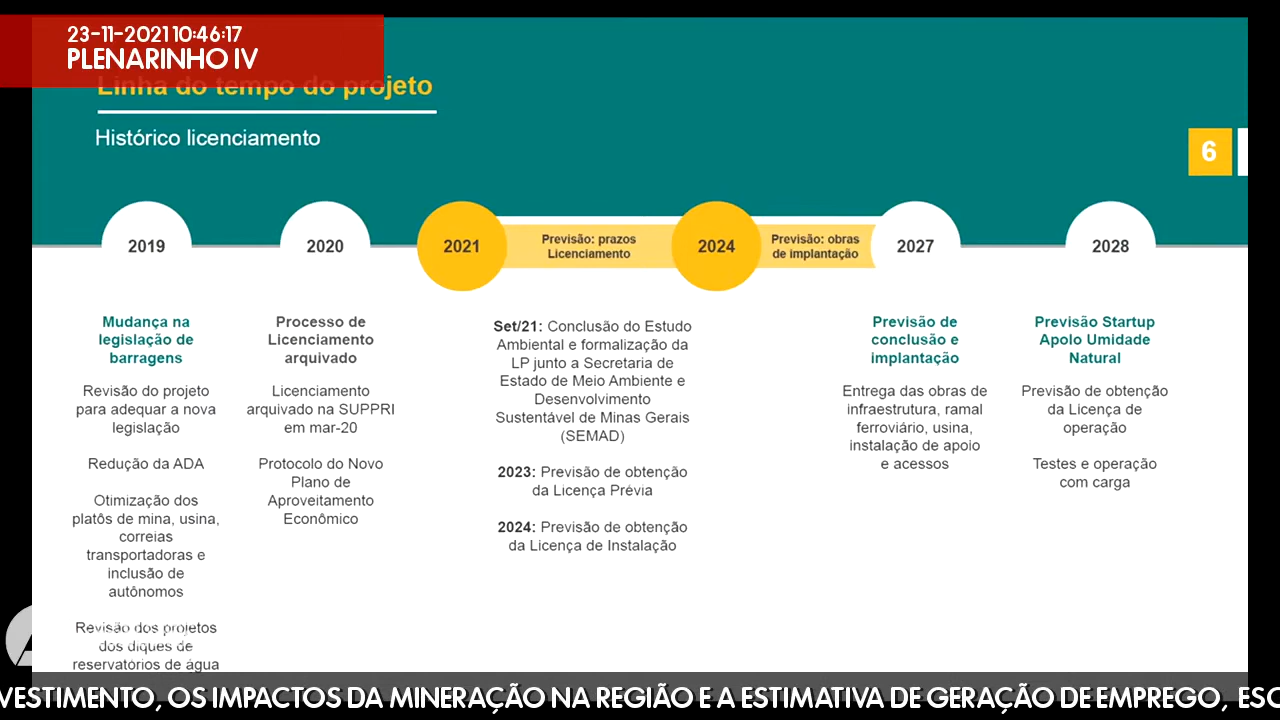 23-11-2021 10:46:17
PLENARINHO IV
Linha do tempo do projeto
Histórico licenciamento
6
2019
2020
2021
Previsão: prazos
Licenciamento
2024
Previsão: obras
de implantação
2027
2028
Mudança na
legislação de
barragens
Revisão do projeto
para adequar a nova
legislação
Redução da ADA
Otimização dos
platôs de mina, usina,
correias
transportadoras e
inclusão de
autônomos
Revisão dos projetos
dos diques de
reservatórios de água
Processo de
Licenciamento
arquivado
Licenciamento
arquivado na SUPPRI
em mar-20
Protocolo do Novo
Plano de
Aproveitamento
Econômico
Set/21: Conclusão do Estudo
Ambiental e formalização da
LP junto a Secretaria de
Estado de Meio Ambiente e
Desenvolvimento
Sustentável de Minas Gerais
(SEMAD)
2023: Previsão de obtenção
da Licença Prévia
2024: Previsão de obtenção
da Licença de Instalação
Previsão de
conclusão e
implantação
Entrega das obras de
infraestrutura, ramal
ferroviário, usina,
instalação de apoio
e acessos
Previsão Startup
Apolo Umidade
Natural
Previsão de obtenção
da Licença de
operação
Testes e operação
com carga
VESTIMENTO, OS IMPACTOS DA MINERAÇÃO NA REGIÃO E A ESTIMATIVA DE GERAÇÃO DE EMPREGO, ESC